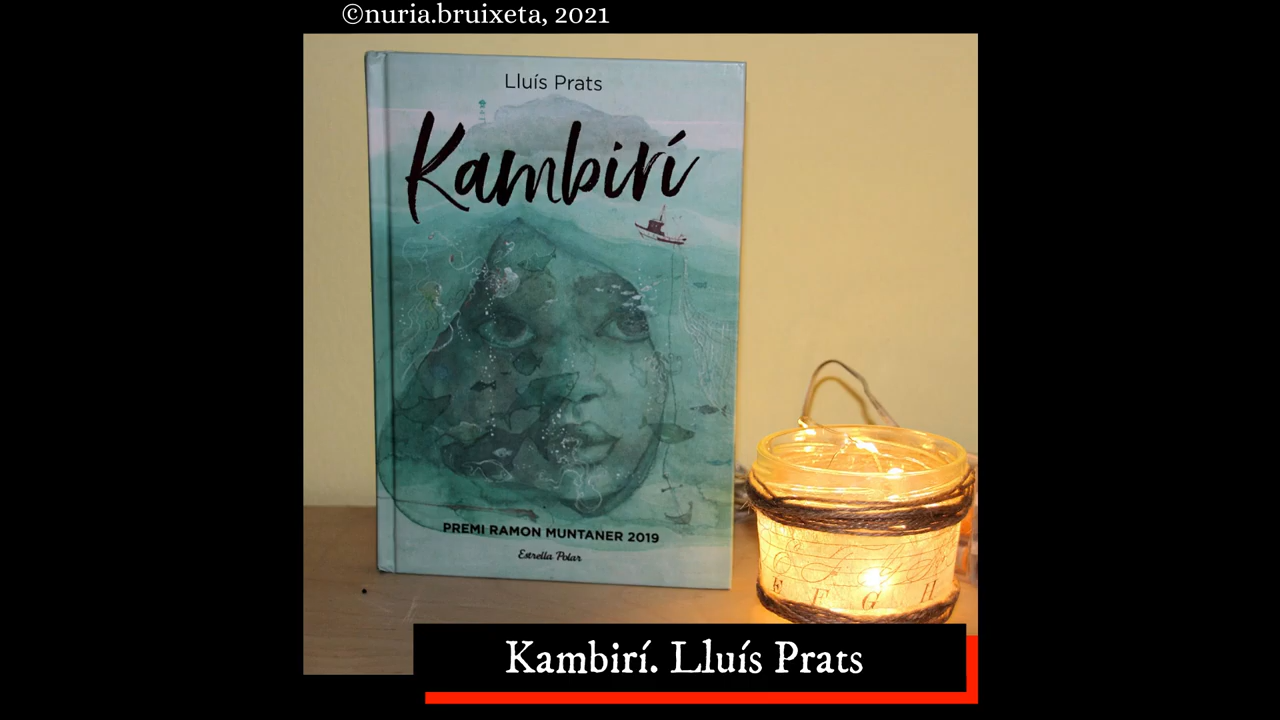 ©nuria.bruixeta, 2021
Lluís Prats
Kambirí
PREMI RAMON MUNTANER 2019
Estrella Polar
E F G H
Kambirí. Lluís Prats